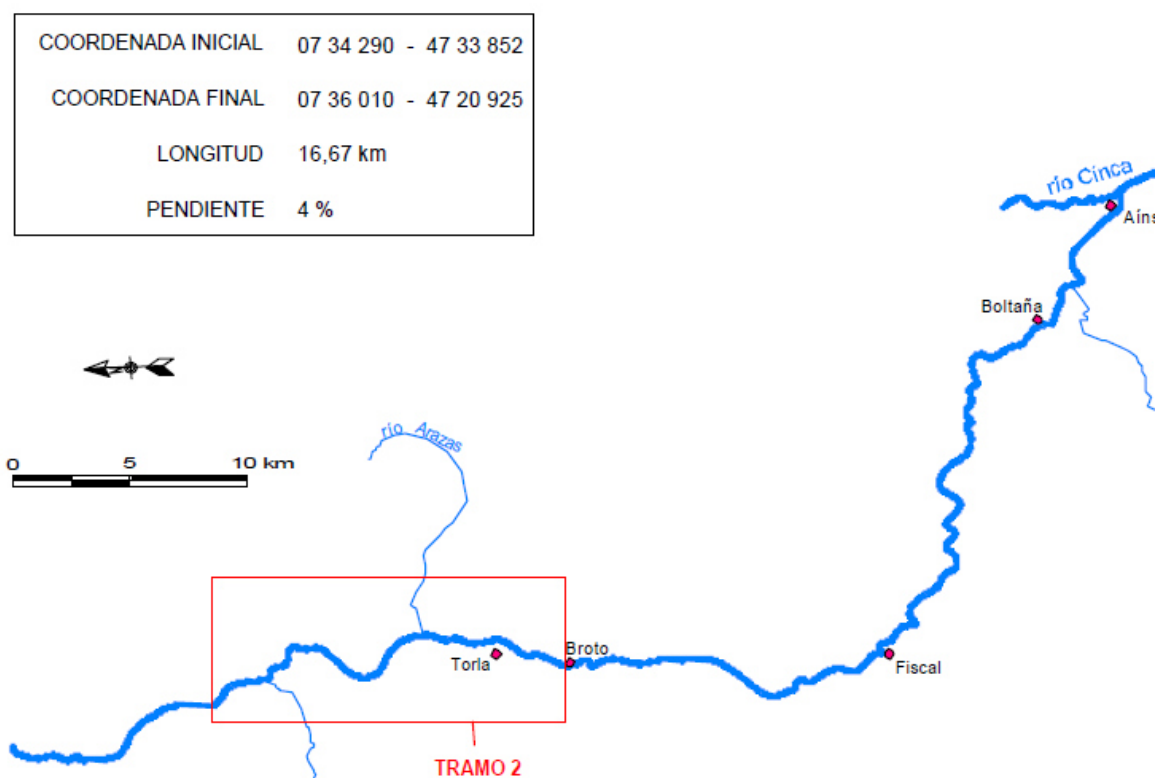 COORDENADA INICIAL 07 34 290 - 47 33 852
COORDENADA FINAL 07 36 010 - 47 20 925
LONGITUD 16,67 km
PENDIENTE 4 %
río Cinca
Aíns
Boltaña
río Arazas
0 5 10 km
Torla
Broto
Fiscal
TRAMO 2